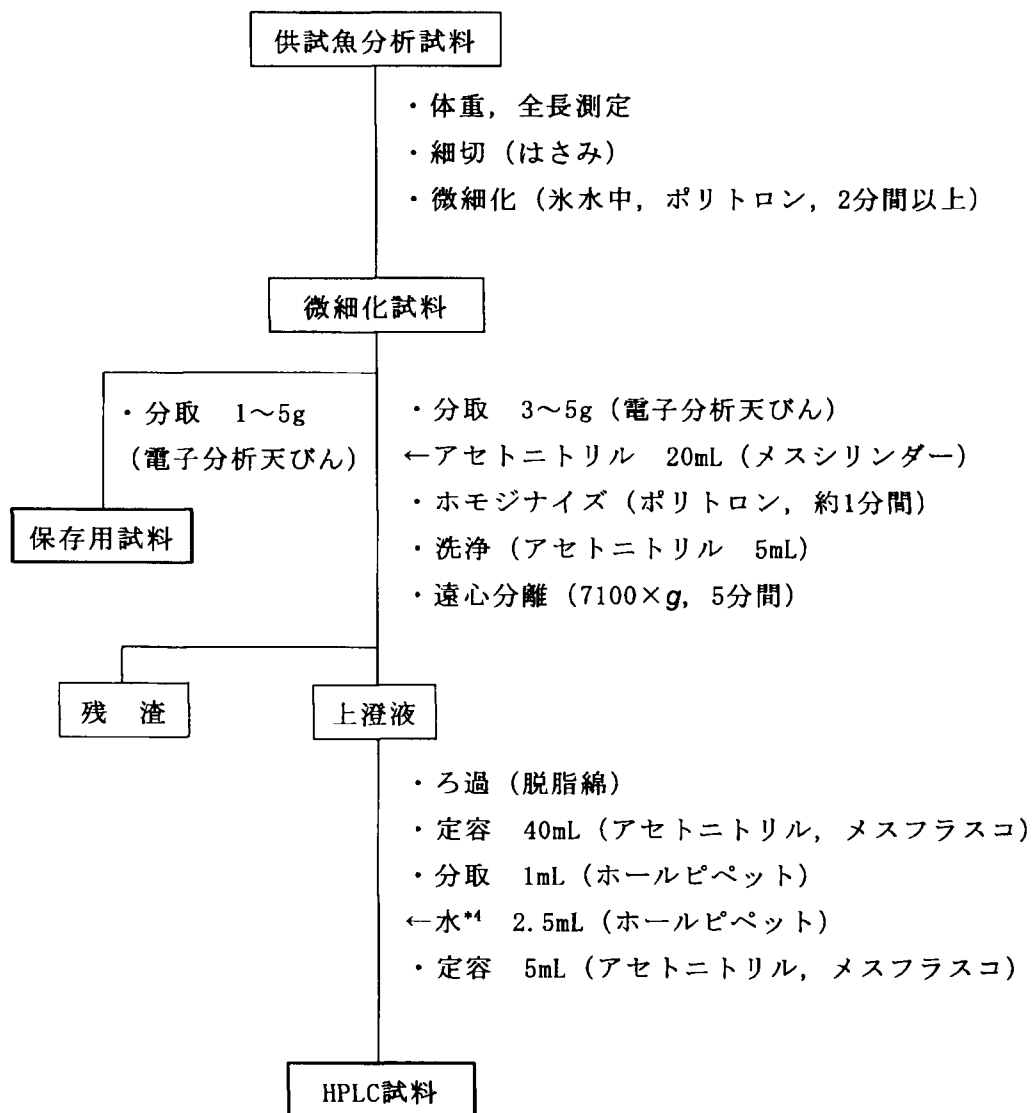 供試魚分析試料
・体重, 全長測定
・細切 (はさみ)
・微細化 (氷水中, ポリトロン, 2分間以上)
微細化試料
・分取 1～5g
(電子分析天びん)
保存用試料
・分取 3～5g (電子分析天びん)
←アセトニトリル 20mL (メスシリンダー)
・ホモジナイズ (ポリトロン, 約1分間)
・洗浄 (アセトニトリル 5mL)
・遠心分離 (7100×g, 5分間)
残 渣
上澄液
・ろ過 (脱脂綿)
・定容 40mL (アセトニトリル, メスフラスコ)
・分取 1mL (ホールピペット)
←水*4 2.5mL (ホールピペット)
・定容 5mL (アセトニトリル, メスフラスコ)
HPLC試料